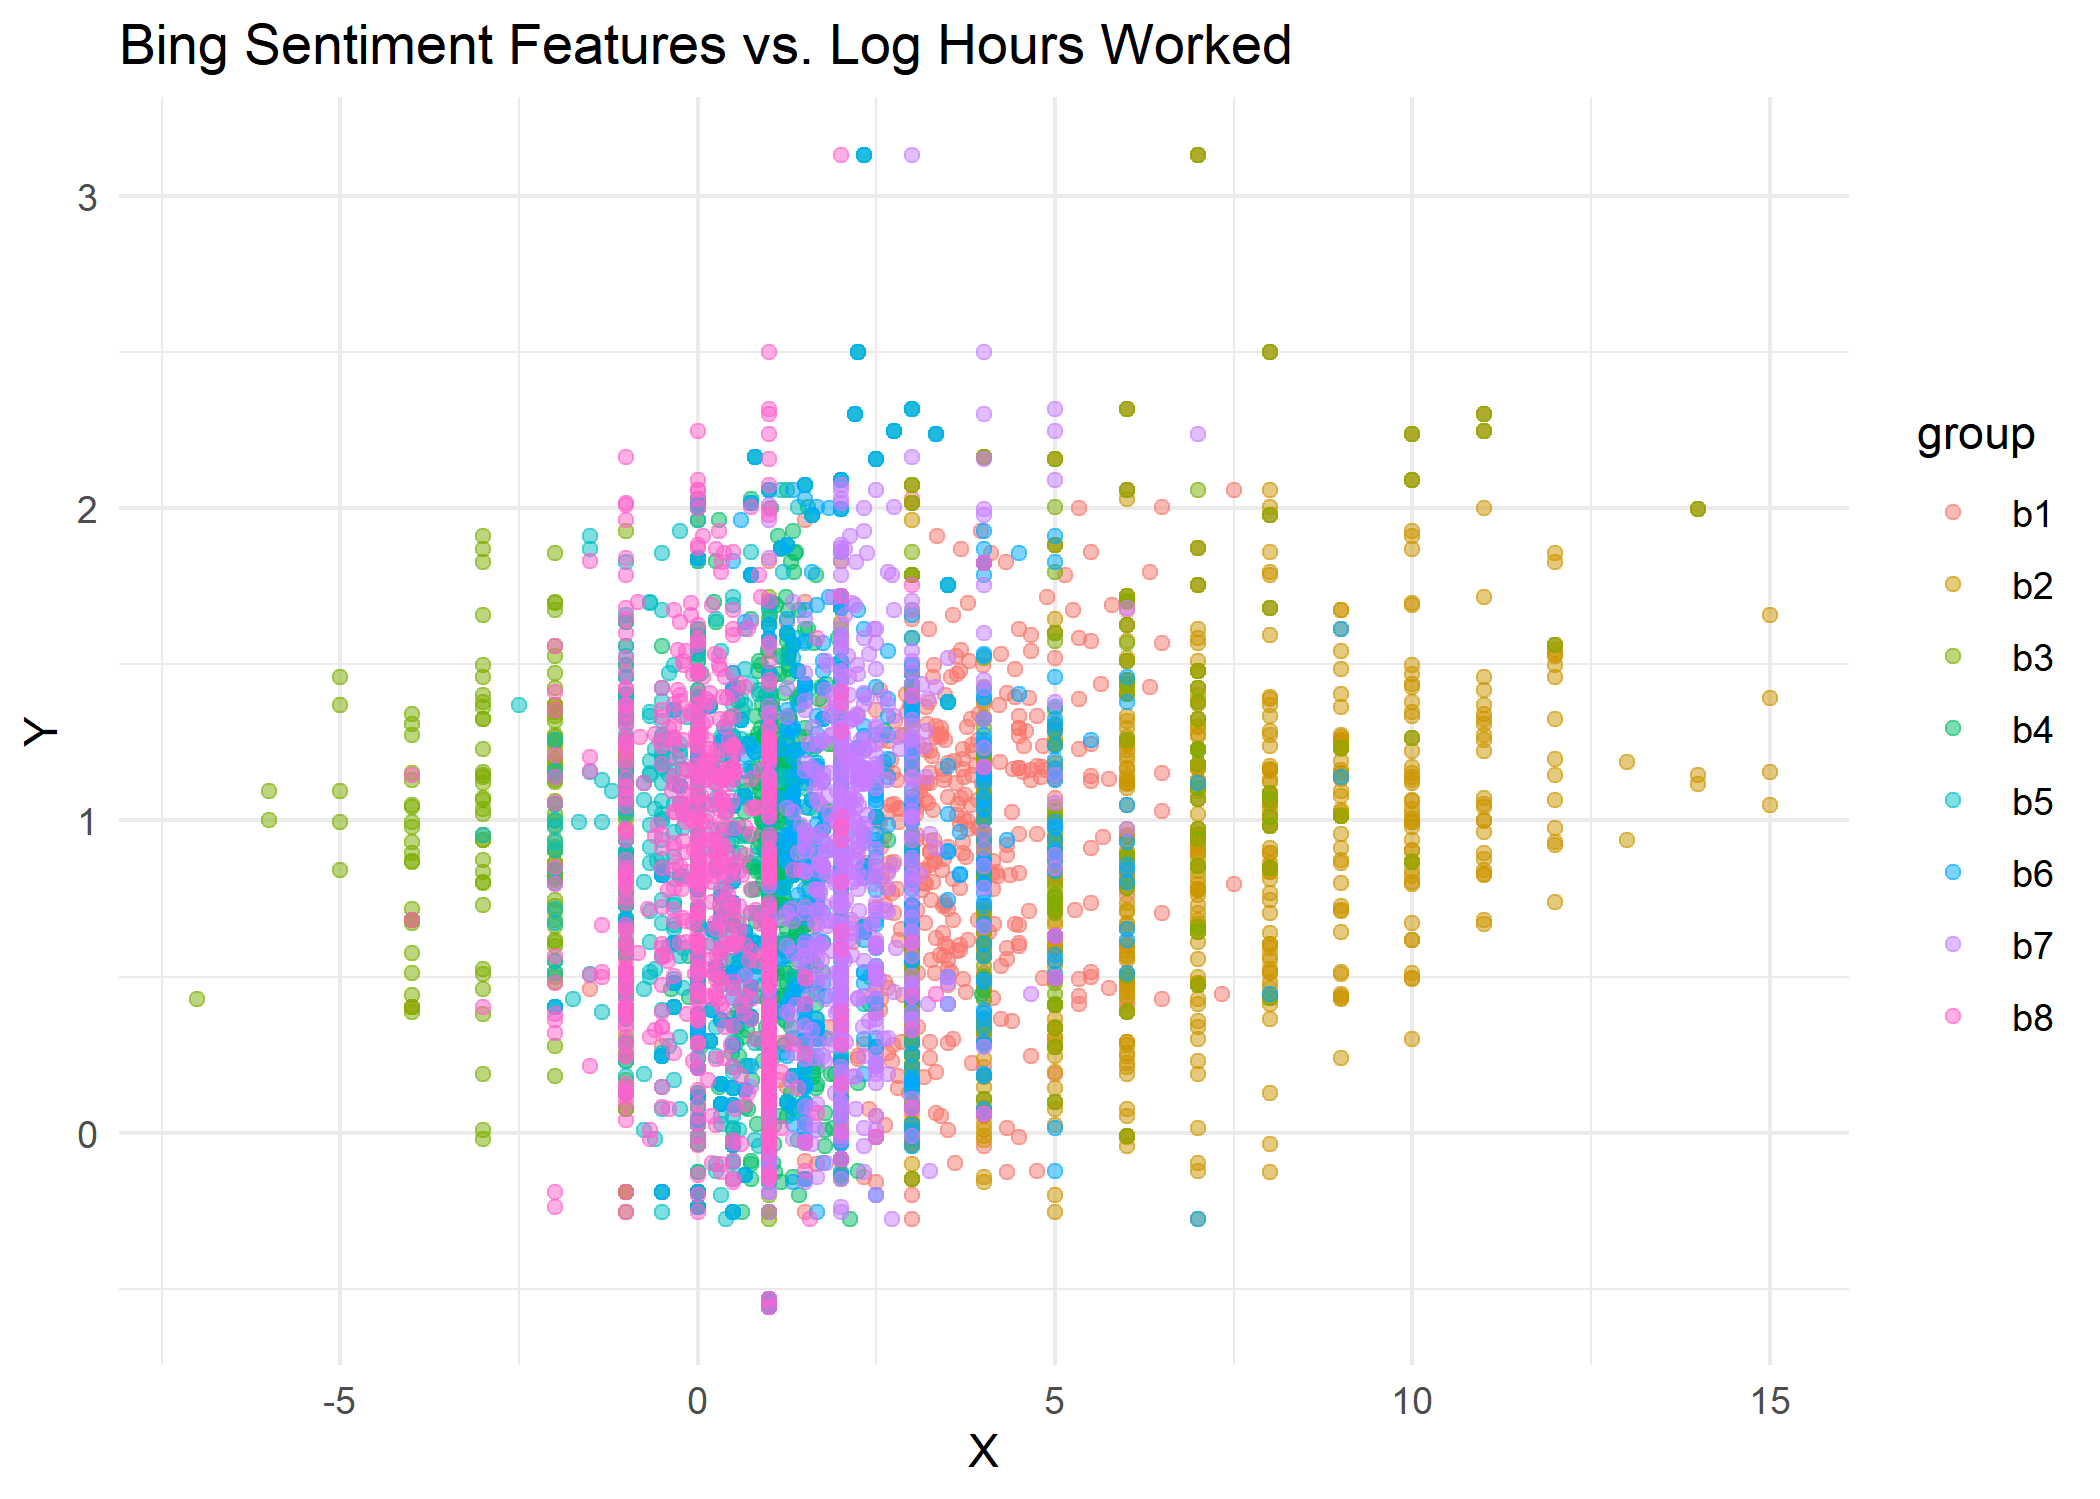 Bing Sentiment Features vs. Log Hours Worked
3
2
1
0
Y
-5
0
5
10
15
X
group
b1
b2
b3
b4
b5
b6
b7
b8